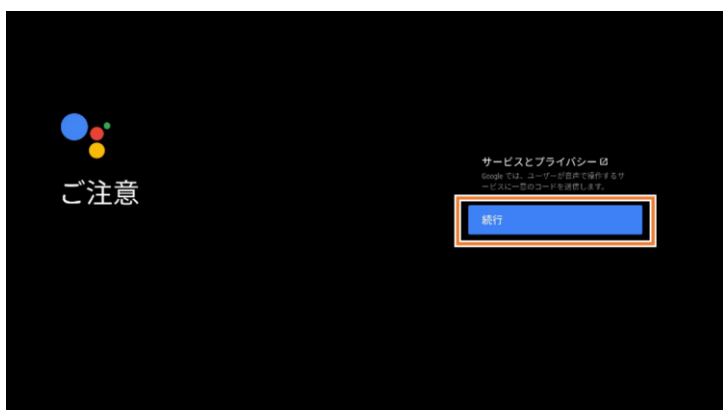 ご注意
サービスとプライバシー
Google では、ユーザーが音声で操作するサ
ービスに一意のコードを送信します。
続行